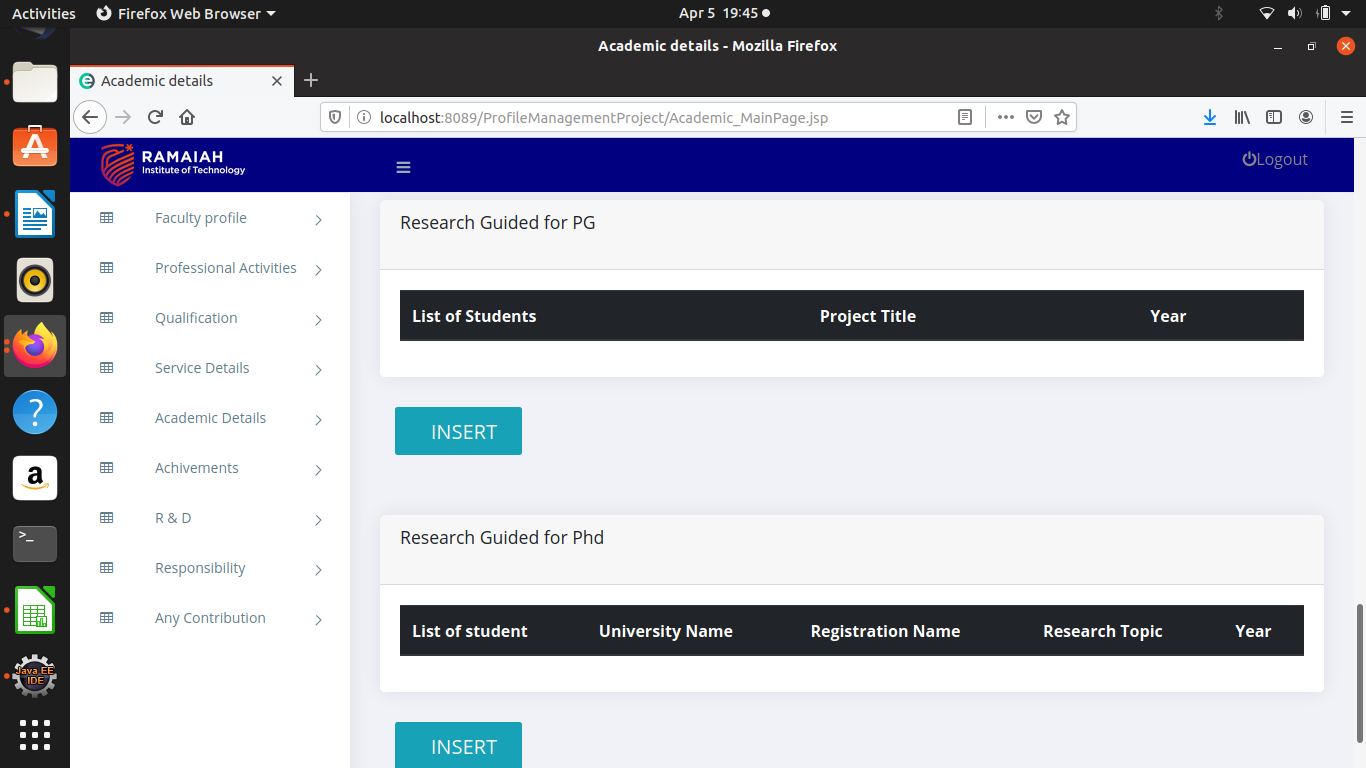 Activities Firefox Web Browser Apr 5 19:45
Academic details - Mozilla Firefox
Academic details
localhost:8089/ProfileManagementProject/Academic_MainPage.jsp
RAMAIAH
Institute of Technology
Logout
Faculty profile
Professional Activities
Qualification
Service Details
Academic Details
Achivements
R & D
Responsibility
Any Contribution
Research Guided for PG
List of Students Project Title Year
INSERT
Research Guided for Phd
List of student University Name Registration Name Research Topic Year
INSERT
?
a
>_
Java EE
IDE